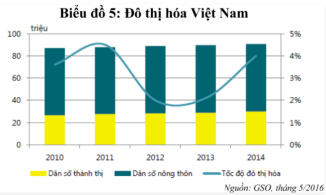 Biểu đồ 5: Đô thị hóa Việt Nam
triệu
100 5%
80 4%
60 3%
40 2%
20 1%
0 0%
2010 2011 2012 2013 2014
Dân số thành thị Dân số nông thôn Tốc độ đô thị hóa
Nguồn: GSO, tháng 5/2016